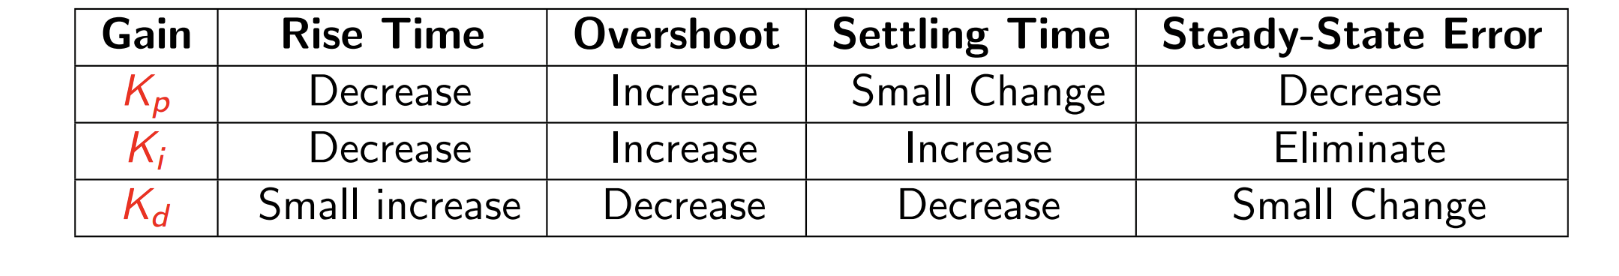 Gain Rise Time Overshoot Settling Time Steady-State Error
K_p Decrease Increase Small Change Decrease
K_i Decrease Increase Increase Eliminate
K_d Small increase Decrease Decrease Small Change